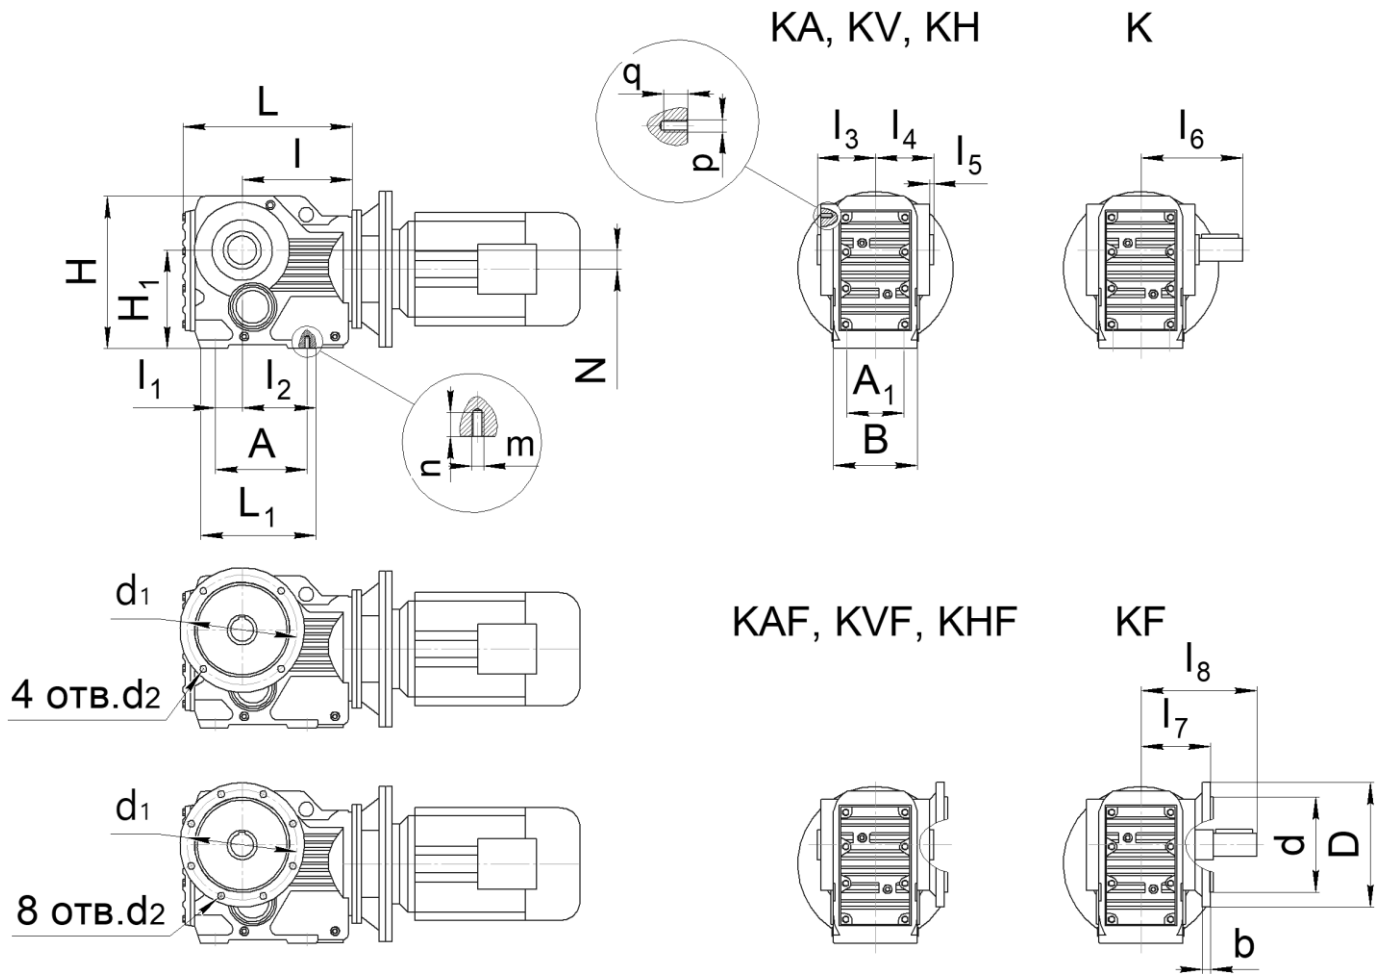 KA, KV, KH
K
q
p
L
l
l3
l4
l5
l6
H
H1
N
l1
l2
A
n
m
L1
A1
B
d1
4 отв.d2
KAF, KVF, KHF
KF
l8
l7
d1
8 отв.d2
d
D
b